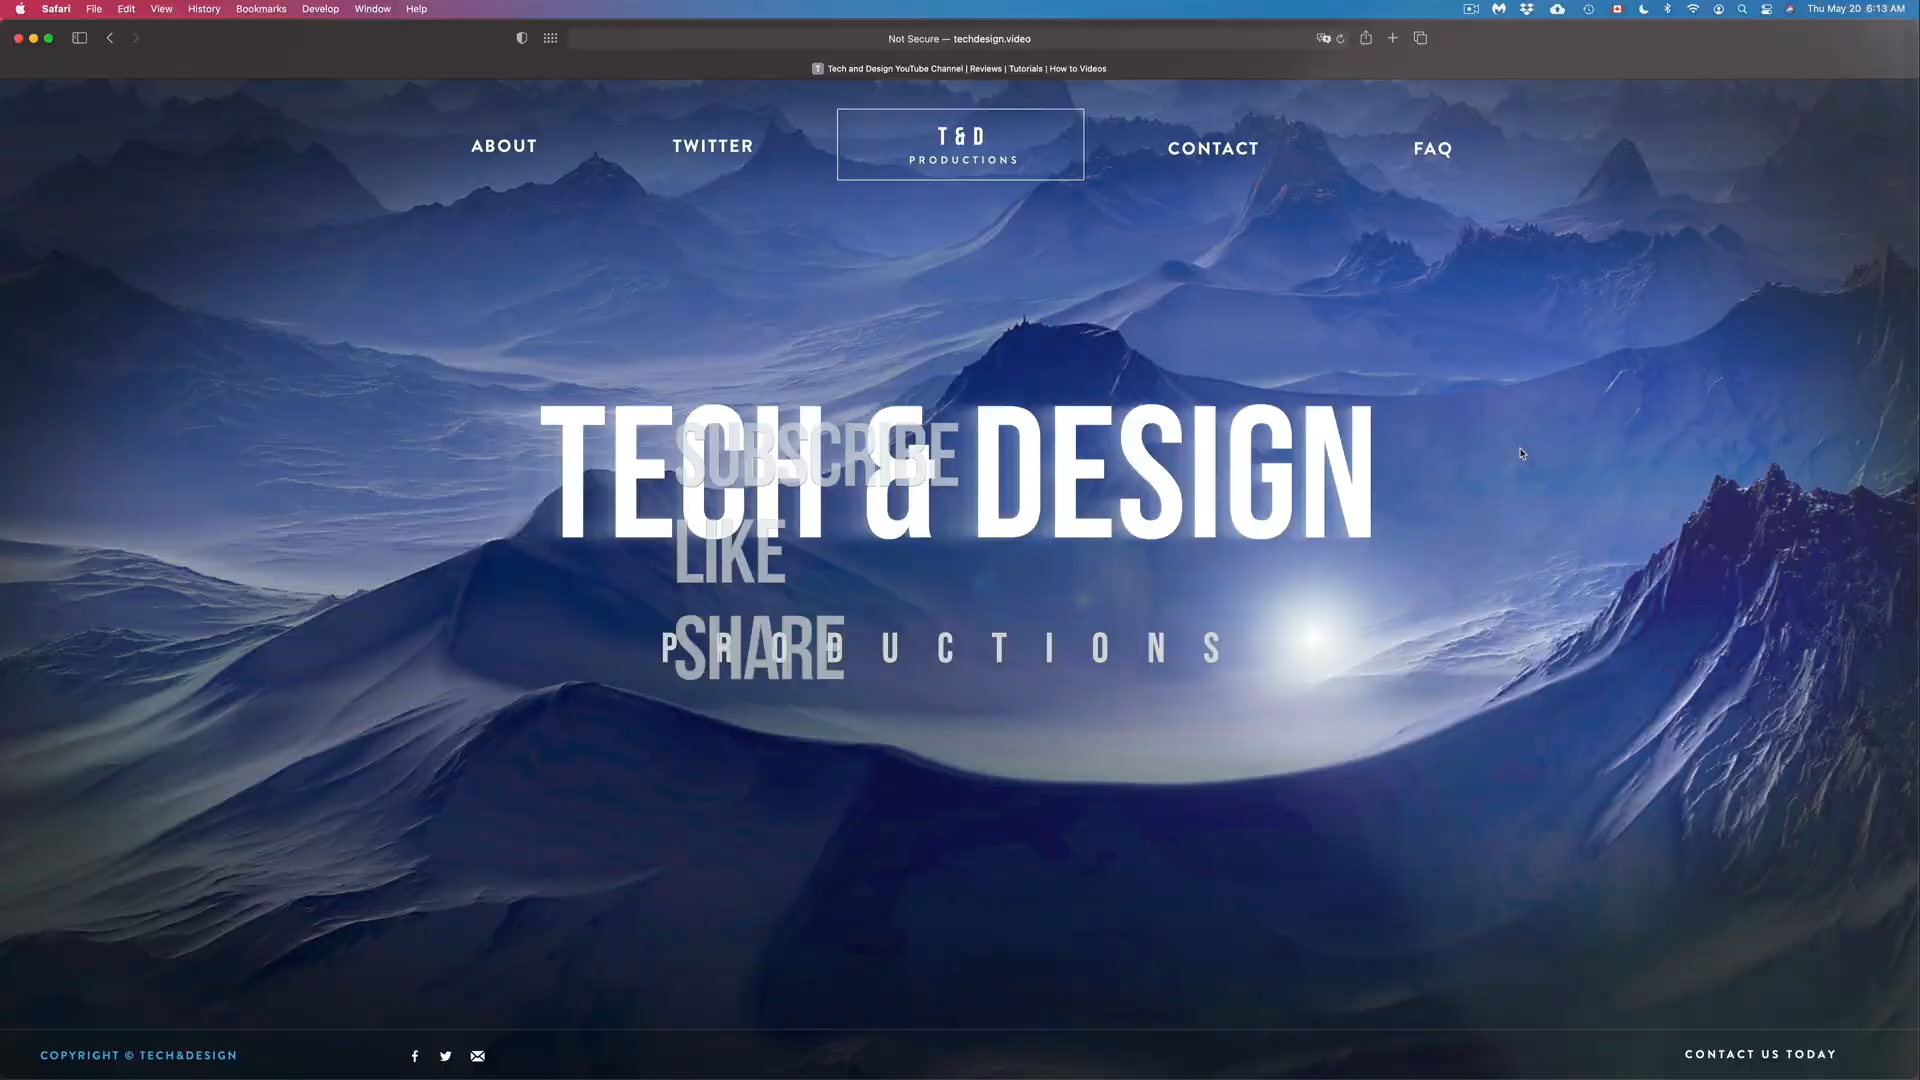 Safari File Edit View History Bookmarks Develop Window Help Thu May 20 6:13 AM
Not Secure — techdesign.video
T Tech and Design YouTube Channel | Reviews | Tutorials | How to Videos
ABOUT TWITTER T & D CONTACT FAQ
PRODUCTIONS
TECH & DESIGN
SUBSCRIBE
LIKE
SHARE
PRODUCTIONS
COPYRIGHT © TECH&DESIGN CONTACT US TODAY